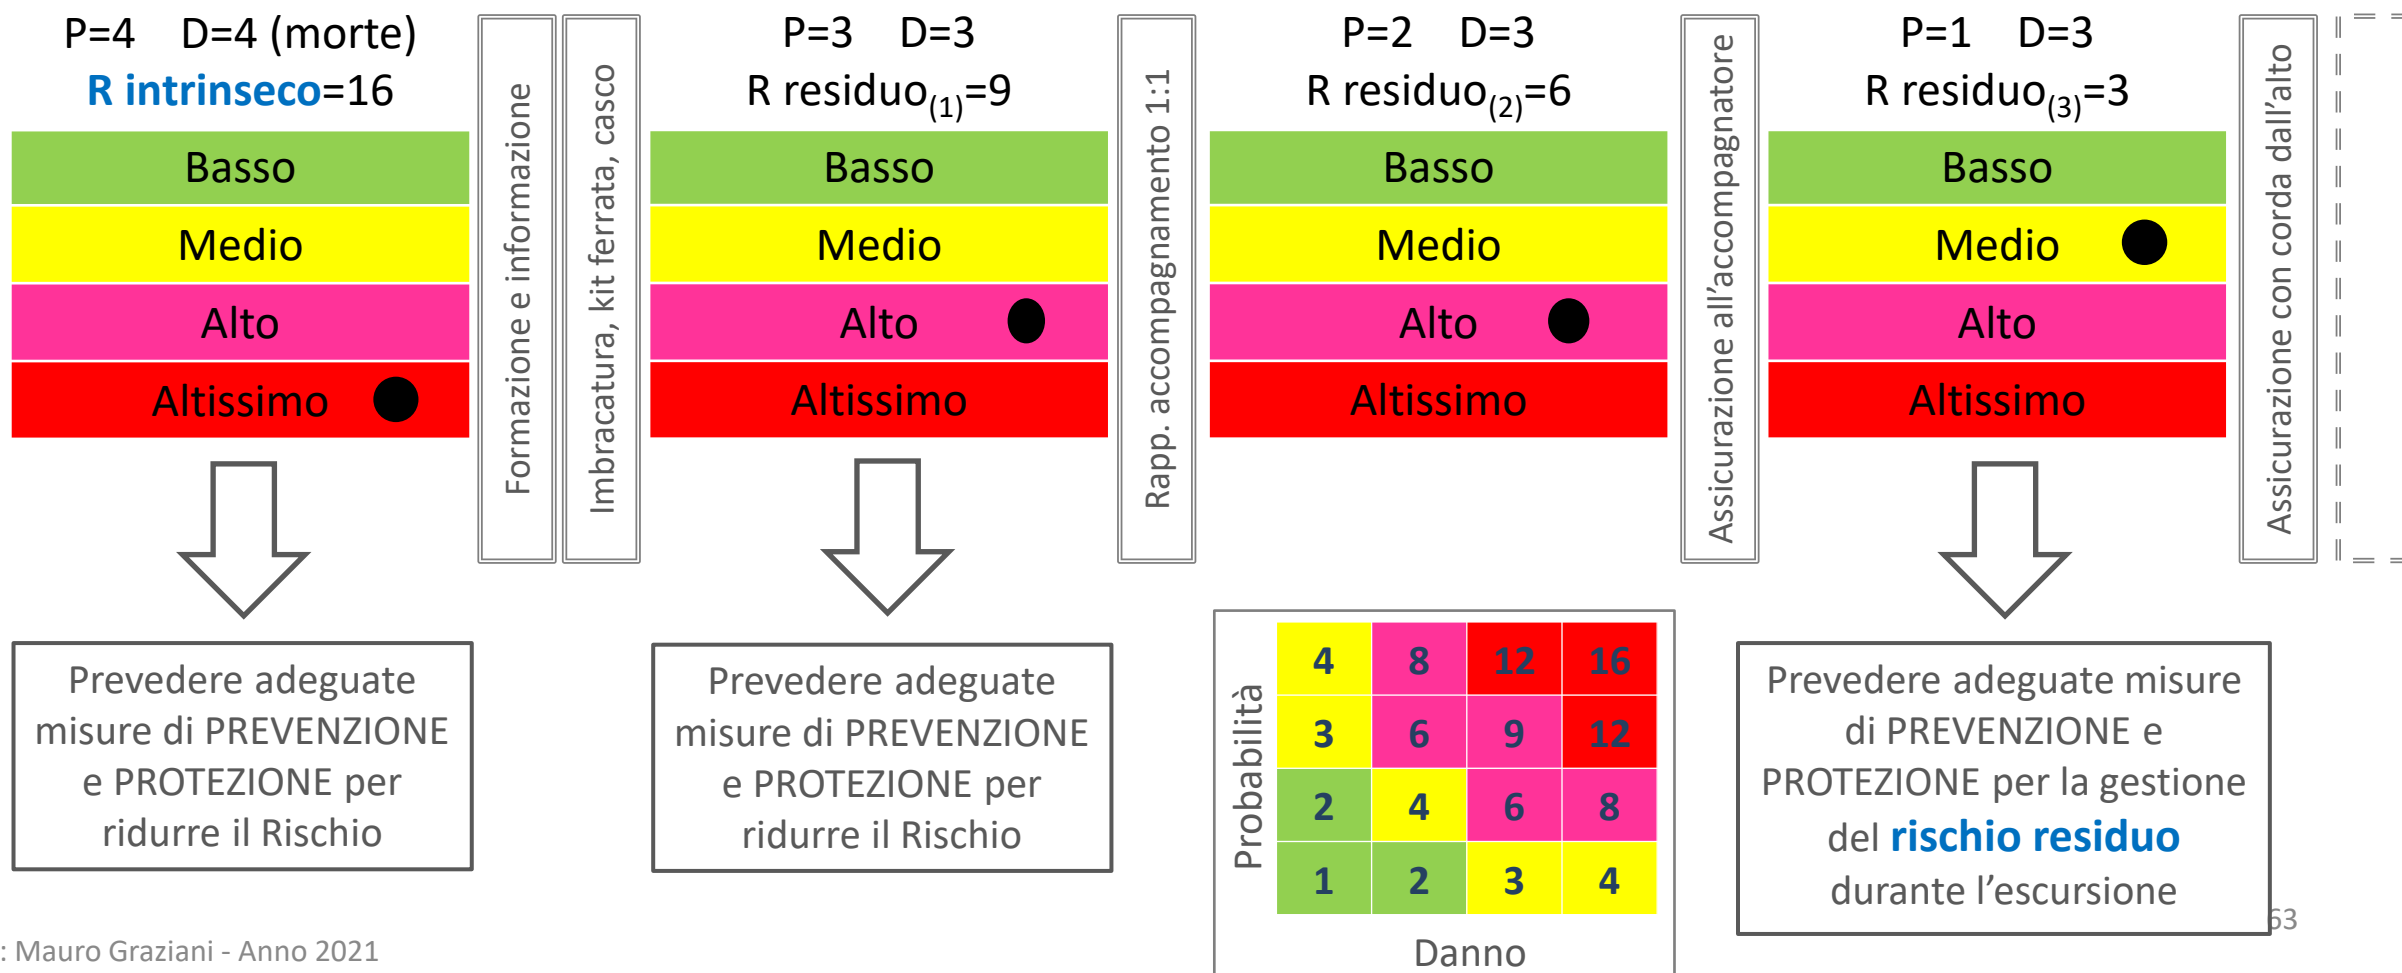 P=4 D=4 (morte)
R intrinseco=16
Basso
Medio
Alto
Altissimo
Prevedere adeguate
misure di PREVENZIONE
e PROTEZIONE per
ridurre il Rischio
Formazione e informazione
Imbracatura, kit ferrata, casco
P=3 D=3
R residuo(1)=9
Basso
Medio
Alto
Altissimo
Prevedere adeguate
misure di PREVENZIONE
e PROTEZIONE per
ridurre il Rischio
Rapp. accompagnamento 1:1
P=2 D=3
R residuo(2)=6
Basso
Medio
Alto
Altissimo
Probabilità
4 8 12 16
3 6 9 12
2 4 6 8
1 2 3 4
Danno
Assicurazione all'accompagnatore
P=1 D=3
R residuo(3)=3
Basso
Medio
Alto
Altissimo
Prevedere adeguate misure
di PREVENZIONE e
PROTEZIONE per la gestione
del rischio residuo
durante l'escursione
Assicurazione con corda dall'alto
: Mauro Graziani - Anno 2021
63